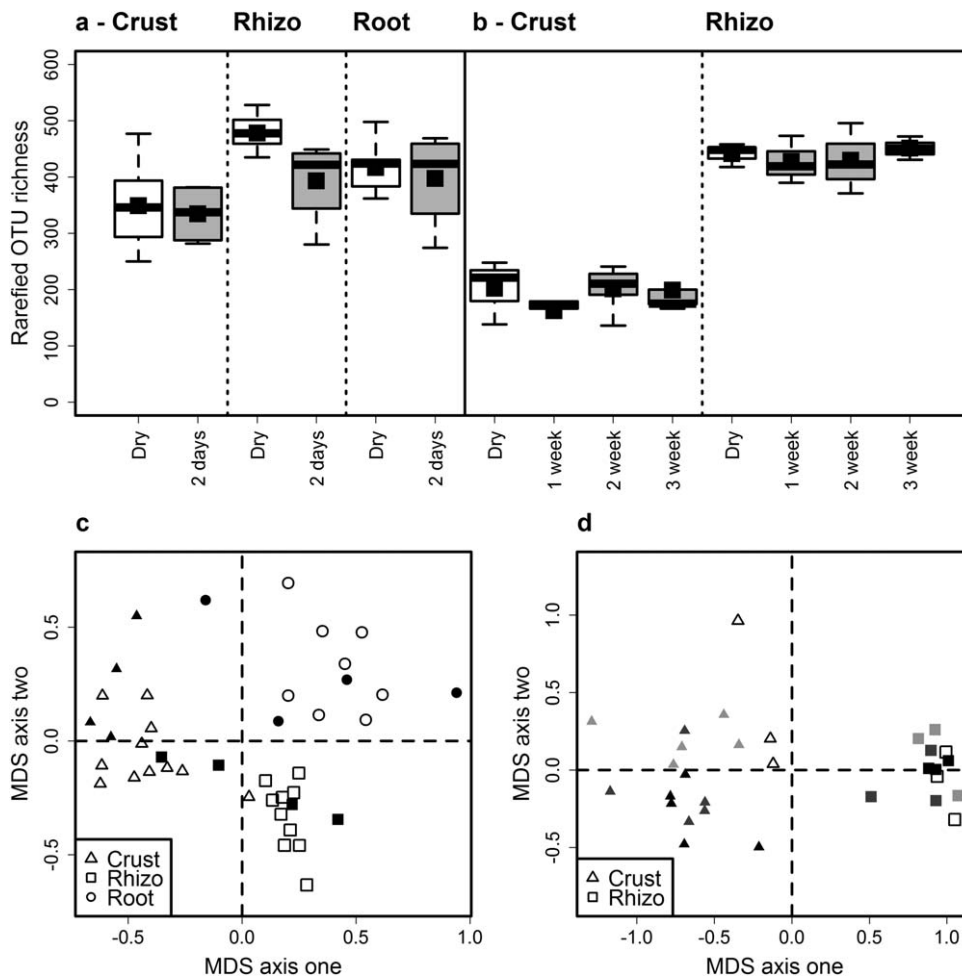 a - Crust Rhizo Root b - Crust Rhizo
Rarefied OTU richness
600
500
400
300
200
100
0
Dry 2 days Dry 2 days Dry 2 days Dry 1 week 2 week 3 week Dry 1 week 2 week 3 week
c
MDS axis two
0.5
0.0
-0.5
Crust
Rhizo
Root
-0.5 0.0 0.5 1.0
MDS axis one
d
MDS axis two
1.0
0.5
0.0
-0.5
Crust
Rhizo
-1.0 -0.5 0.0 0.5 1.0
MDS axis one